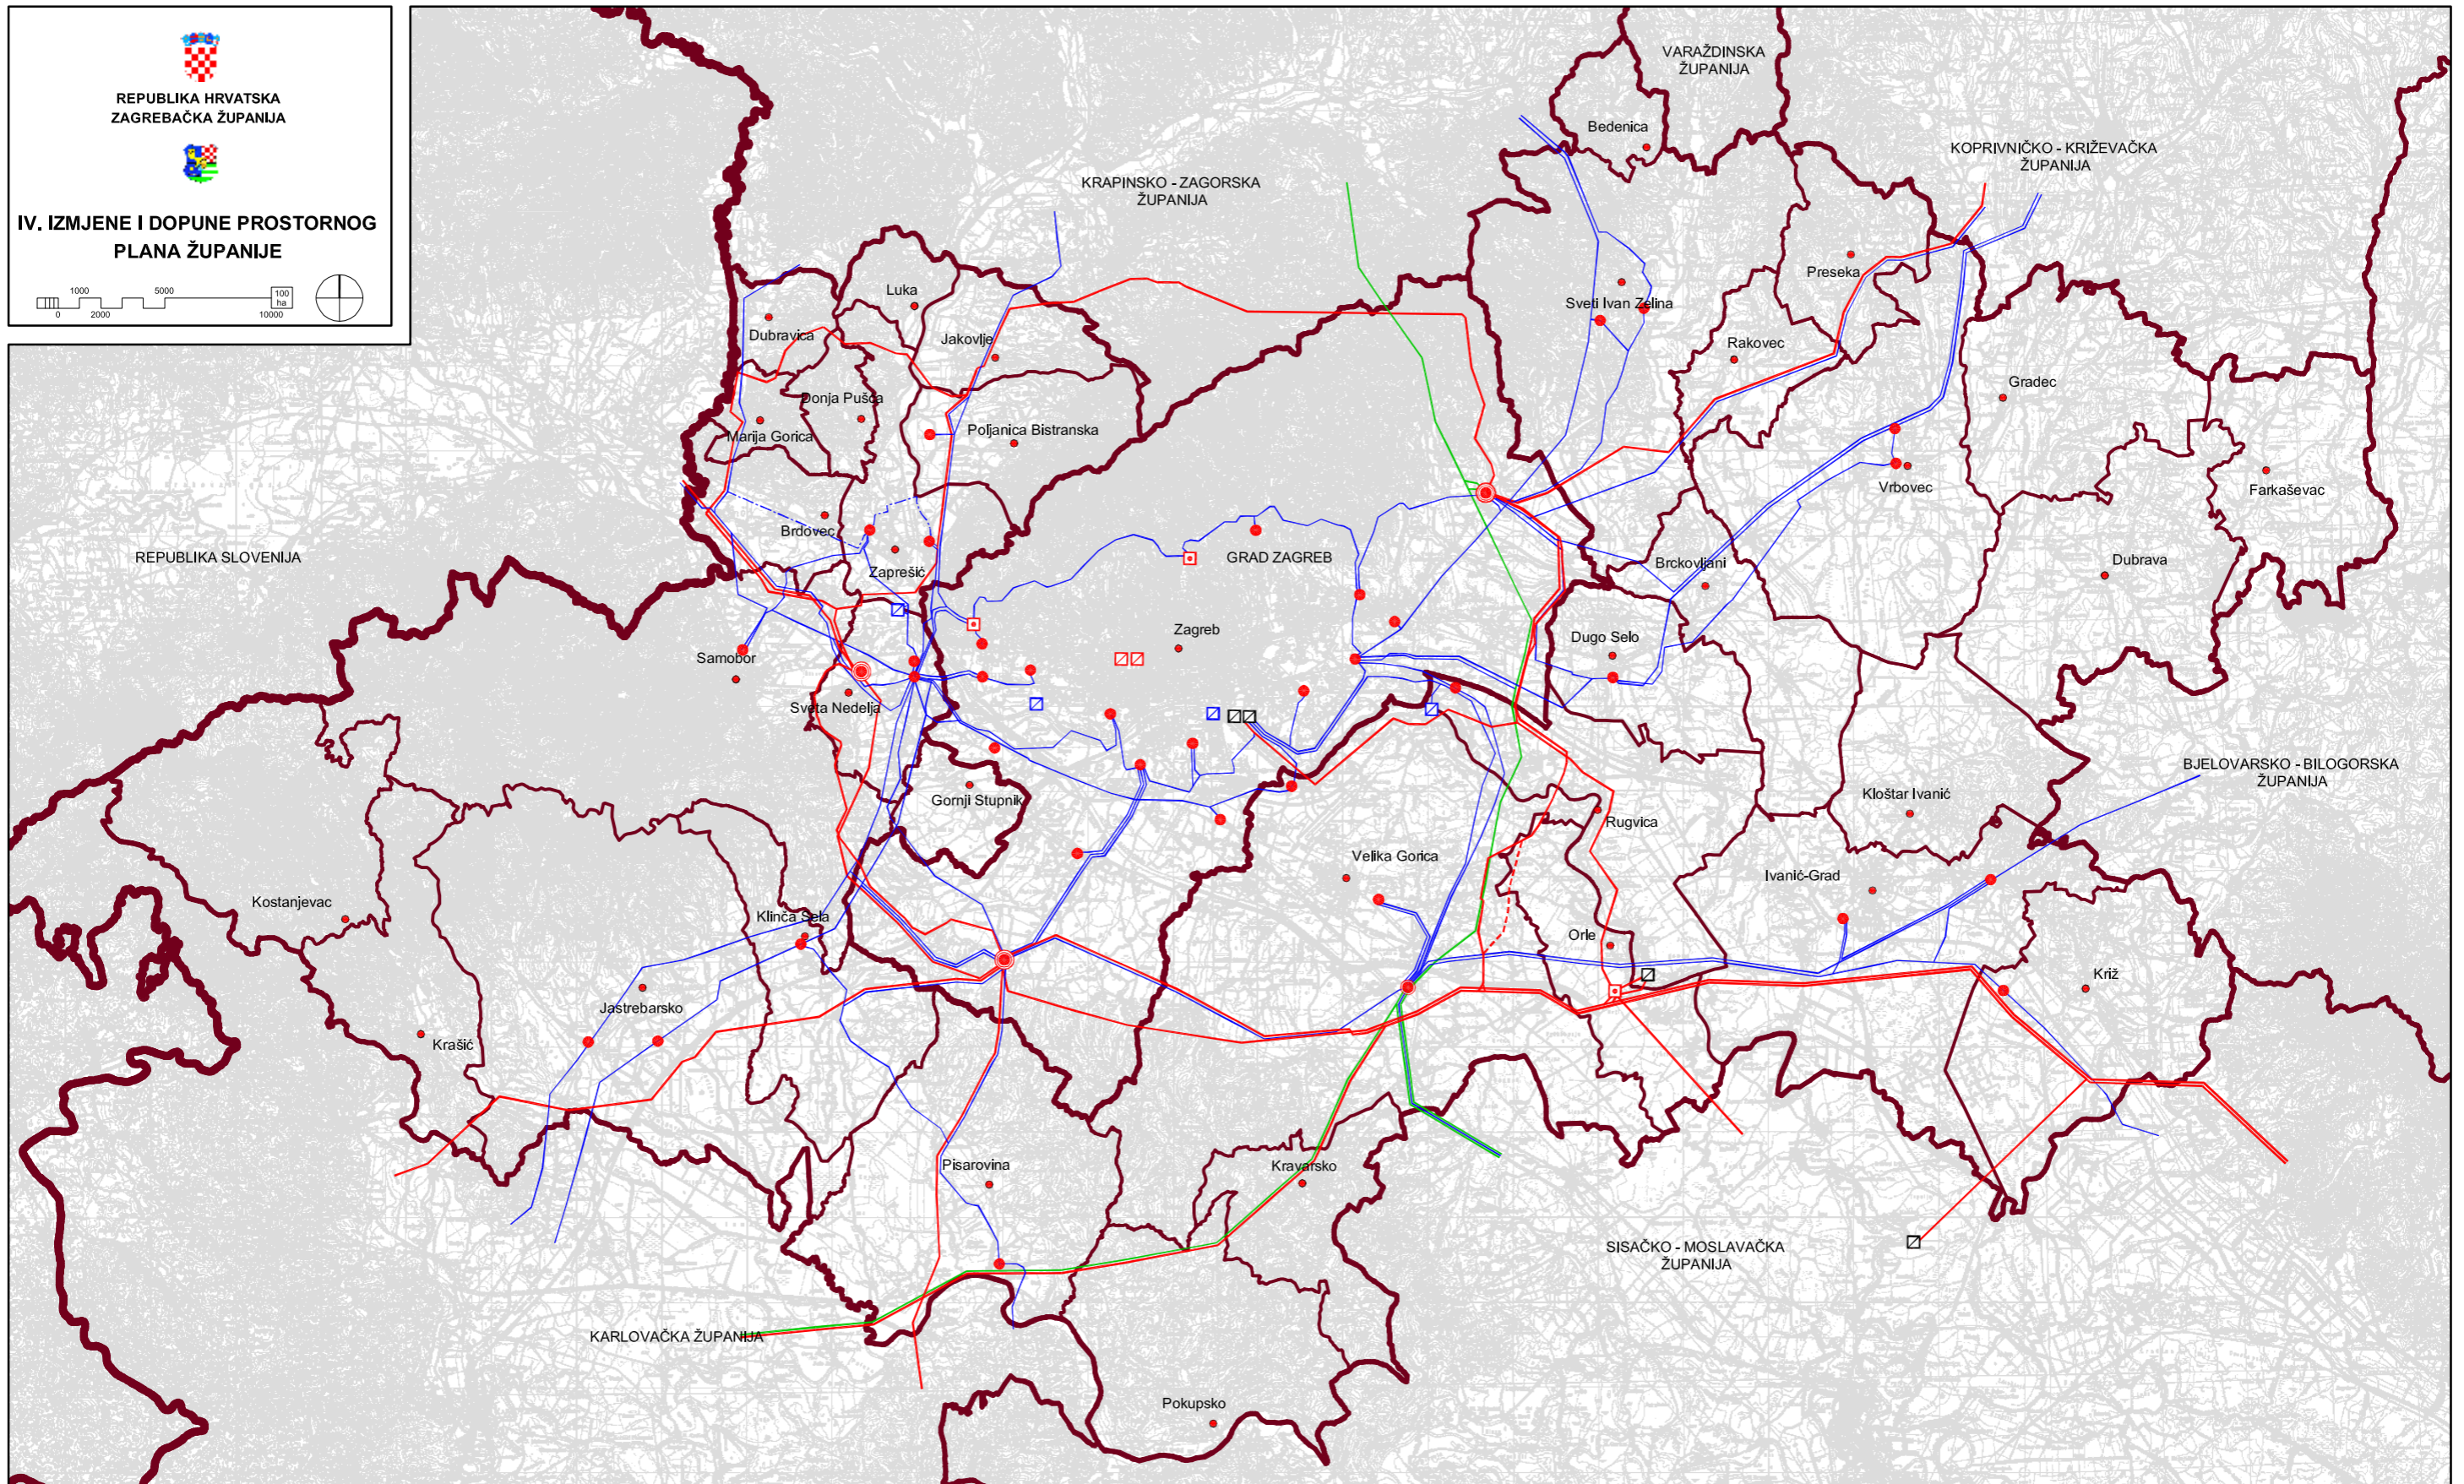 REPUBLIKA HRVATSKA
ZAGREBAČKA ŽUPANIJA
IV. IZMJENE I DOPUNE PROSTORNOG
PLANA ŽUPANIJE
1000
5000
100
ha
0
2000
10000
VARAŽDINSKA
ŽUPANIJA
Bedenica
KOPRIVNIČKO - KRIŽEVAČKA
ŽUPANIJA
KRAPINSKO - ZAGORSKA
ŽUPANIJA
Preseka
Luka
Sveti Ivan Zelina
Dubravica
Jakovlje
Rakovec
Gradec
Donja Pušća
Marija Gorica
Poljanica Bistranska
Vrbovec
Farkaševac
Brdovec
REPUBLIKA SLOVENIJA
GRAD ZAGREB
Zaprešić
Brckovljani
Dubrava
Zagreb
Dugo Selo
Samobor
Sveta Nedelja
BJELOVARSKO - BILOGORSKA
ŽUPANIJA
Gornji Stupnik
Kloštar Ivanić
Rugvica
Velika Gorica
Ivanić-Grad
Kostanjevac
Klinča Sela
Orle
Križ
Jastrebarsko
Krašić
Pisarovina
Kravarsko
SISAČKO - MOSLAVAČKA
ŽUPANIJA
KARLOVAČKA ŽUPANIJA
Pokupsko